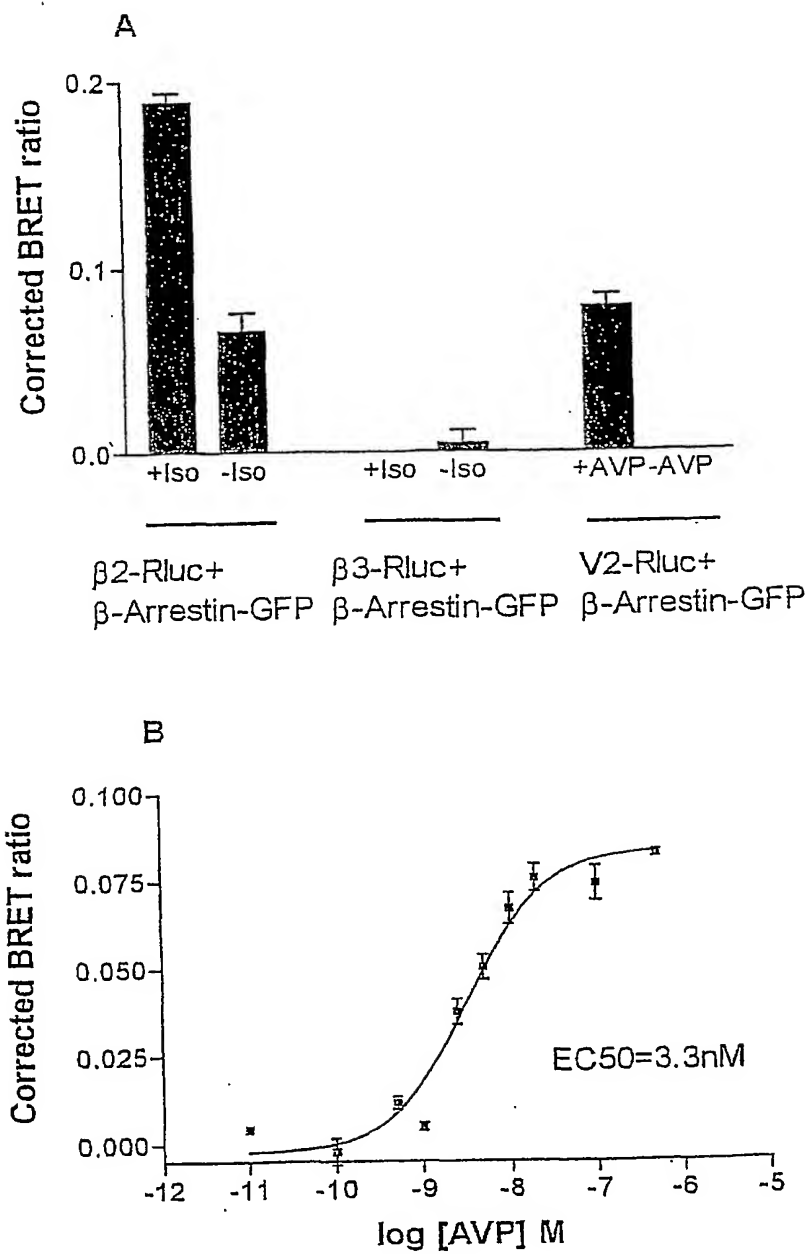 A
Corrected BRET ratio
0.2
0.1
0.0
+Iso -Iso
+Iso -Iso
+AVP-AVP
β2-Rluc+
β-Arrestin-GFP
β3-Rluc+
β-Arrestin-GFP
V2-Rluc+
β-Arrestin-GFP
B
Corrected BRET ratio
0.100
0.075
0.050
0.025
0.000
EC50=3.3nM
-12 -11 -10 -9 -8 -7 -6 -5
log [AVP] M